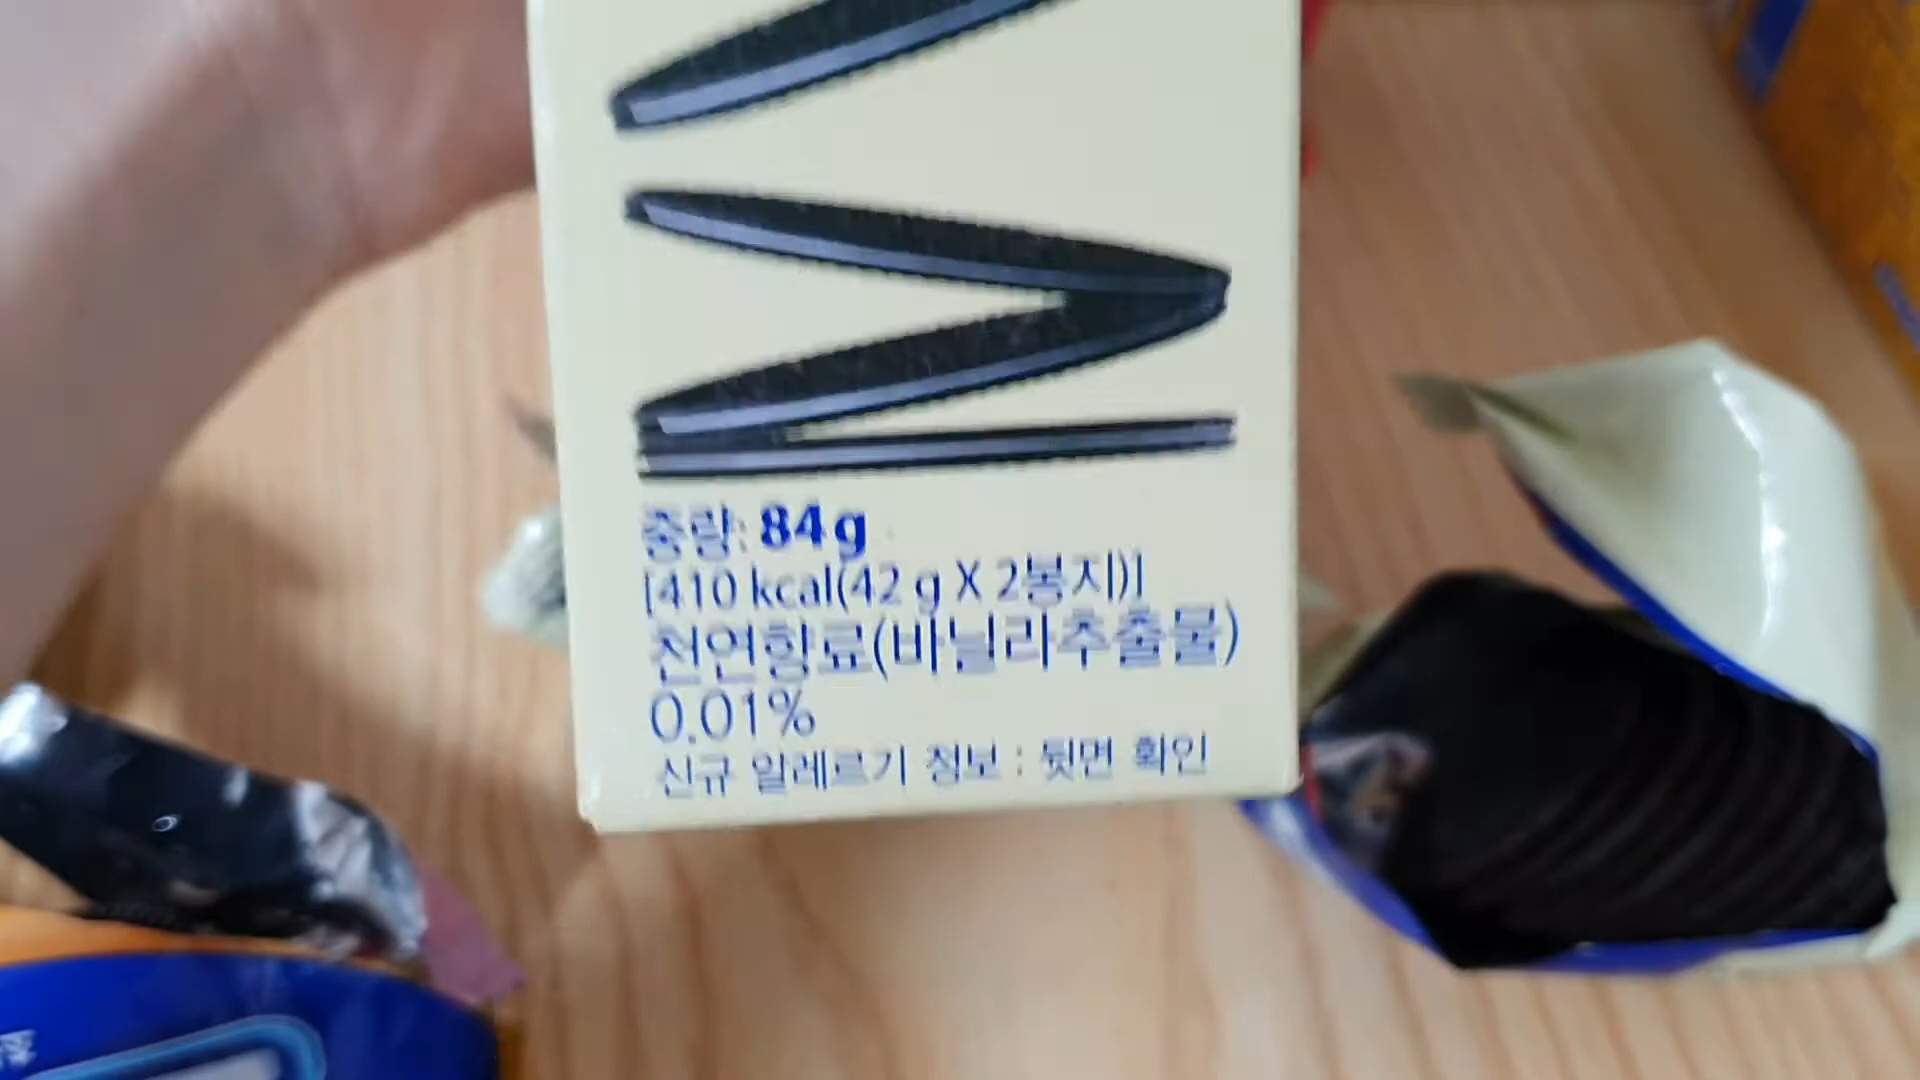 중량: 84 g
[410 kcal(42 g X 2봉지)]
천연향료(바닐라추출물)
0.01%
신규 알레르기 정보 : 뒷면 확인